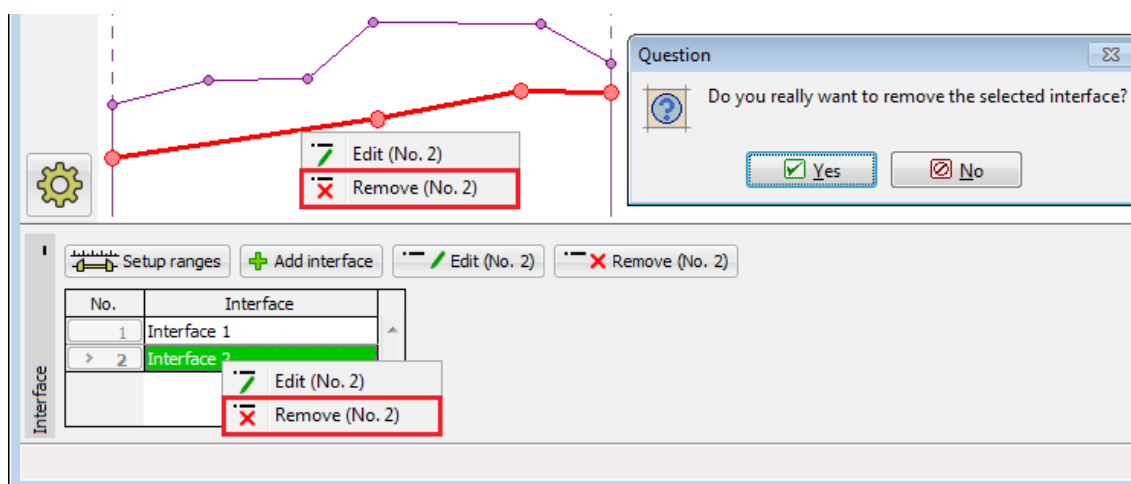 Question
Do you really want to remove the selected interface?
Yes
No
Edit (No. 2)
Remove (No. 2)
Setup ranges
Add interface
Edit (No. 2)
Remove (No. 2)
No.
Interface
1
Interface 1
2
Interface 2
Edit (No. 2)
Remove (No. 2)
Interface